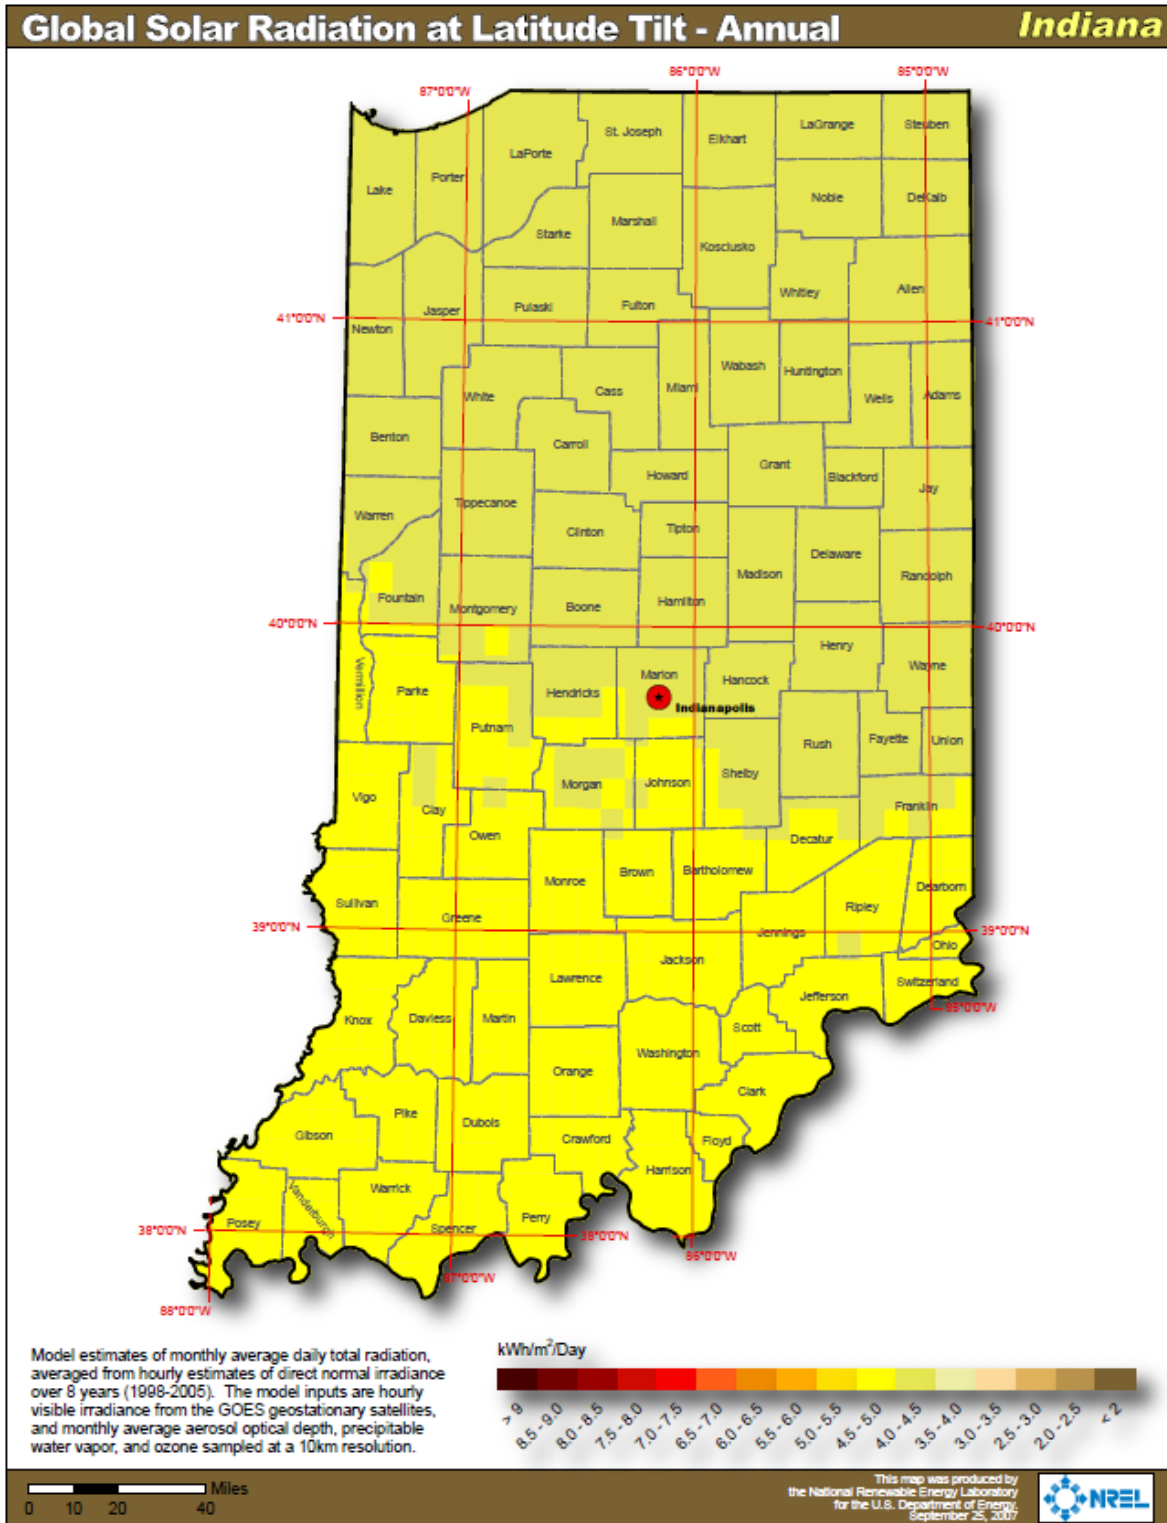 Global Solar Radiation at Latitude Tilt - Annual
Indiana
86°0'0"W
85°0'0"W
87°0'0"W
St. Joseph
Elkhart
LaGrange
Steuben
LaPorte
Porter
Lake
Noble
DeKalb
Marshall
Starke
Kosciusko
Whitley
Allen
Pulaski
Fulton
Jasper
41°0'0"N
41°0'0"N
Newton
Wabash
Huntington
Miami
Cass
White
Wells
Adams
Benton
Carroll
Grant
Howard
Blackford
Jay
Tippecanoe
Warren
Clinton
Tipton
Delaware
Madison
Randolph
Fountain
Montgomery
Boone
Hamilton
40°0'0"N
40°0'0"N
Henry
Wayne
Vermillion
Parke
Hendricks
Marion
Hancock
Indianapolis
Putnam
Rush
Fayette
Union
Morgan
Johnson
Shelby
Vigo
Clay
Franklin
Owen
Decatur
Monroe
Brown
Bartholomew
Dearborn
Sullivan
Greene
Ripley
39°0'0"N
39°0'0"N
Jennings
Ohio
Jackson
Lawrence
Switzerland
Jefferson
85°0'0"W
Knox
Daviess
Martin
Scott
Washington
Orange
Clark
Pike
Dubois
Gibson
Crawford
Floyd
Harrison
Warrick
Vanderburgh
Posey
Spencer
Perry
38°0'0"N
38°0'0"N
86°0'0"W
87°0'0"W
88°0'0"W
Model estimates of monthly average daily total radiation,
averaged from hourly estimates of direct normal irradiance
over 8 years (1998-2005). The model inputs are hourly
visible irradiance from the GOES geostationary satellites,
and monthly average aerosol optical depth, precipitable
water vapor, and ozone sampled at a 10km resolution.
kWh/m²/Day
> 9
8.5 - 9.0
8.0 - 8.5
7.5 - 8.0
7.0 - 7.5
6.5 - 7.0
6.0 - 6.5
5.5 - 6.0
5.0 - 5.5
4.5 - 5.0
4.0 - 4.5
3.5 - 4.0
3.0 - 3.5
2.5 - 3.0
2.0 - 2.5
< 2
Miles
0 10 20 40
This map was produced by
the National Renewable Energy Laboratory
for the U.S. Department of Energy.
September 25, 2007
NREL